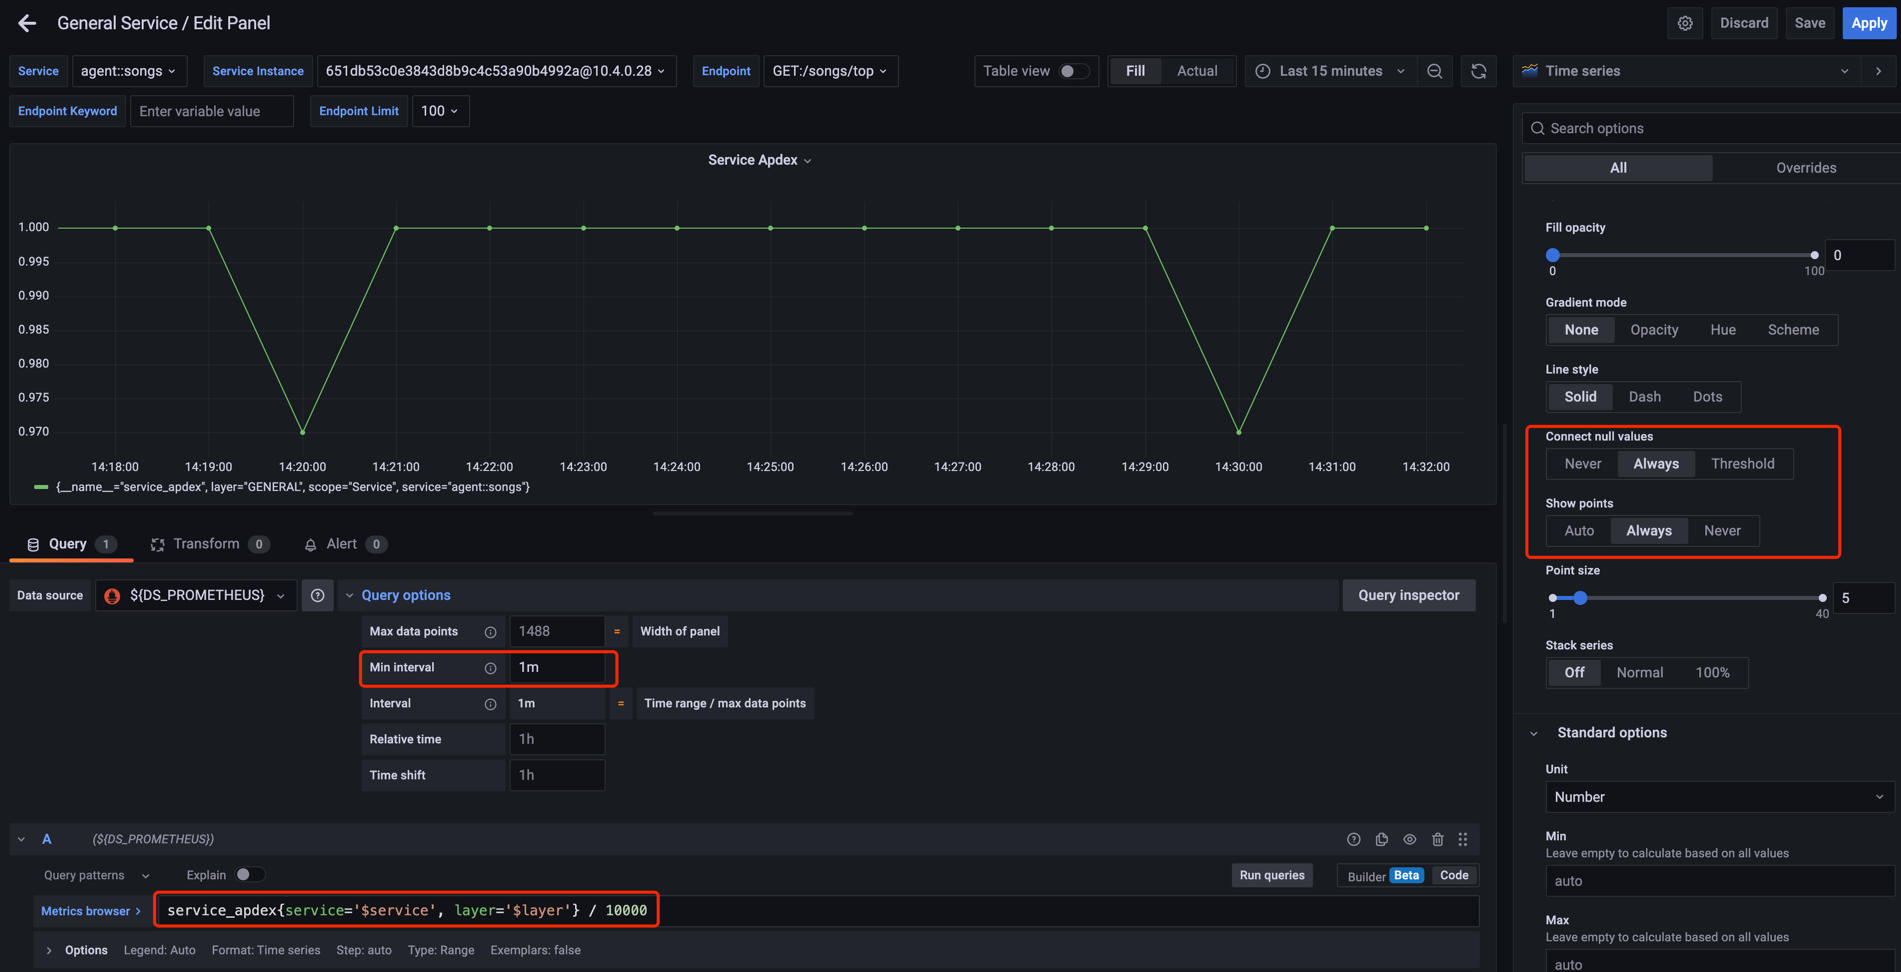 General Service / Edit Panel
Discard
Save
Apply
Service
agent::songs
Service Instance
651db53c0e3843d8b9c4c53a90b4992a@10.4.0.28
Endpoint
GET:/songs/top
Table view
Fill
Actual
Last 15 minutes
Time series
Endpoint Keyword
Enter variable value
Endpoint Limit
100
Search options
All
Overrides
Service Apdex
1.000
0.995
0.990
0.985
0.980
0.975
0.970
14:18:00 14:19:00 14:20:00 14:21:00 14:22:00 14:23:00 14:24:00 14:25:00 14:26:00 14:27:00 14:28:00 14:29:00 14:30:00 14:31:00 14:32:00
{__name__="service_apdex", layer="GENERAL", scope="Service", service="agent::songs"}
Query 1
Transform 0
Alert 0
Data source
${DS_PROMETHEUS}
Query options
Query inspector
Max data points
1488
=
Width of panel
Min interval
1m
Interval
1m
=
Time range / max data points
Relative time
1h
Time shift
1h
A
(${DS_PROMETHEUS})
Query patterns
Explain
Run queries
Builder Beta
Code
Metrics browser >
service_apdex{service='$service', layer='$layer'} / 10000
Options
Legend: Auto
Format: Time series
Step: auto
Type: Range
Exemplars: false
Fill opacity
0
0
100
Gradient mode
None
Opacity
Hue
Scheme
Line style
Solid
Dash
Dots
Connect null values
Never
Always
Threshold
Show points
Auto
Always
Never
Point size
5
1
40
Stack series
Off
Normal
100%
Standard options
Unit
Number
Min
Leave empty to calculate based on all values
auto
Max
Leave empty to calculate based on all values
auto